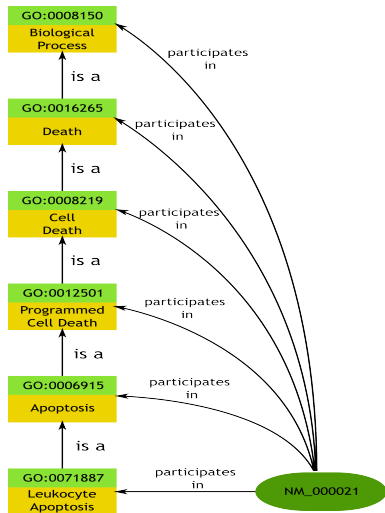 GO:0008150
Biological
Process
participates
in
is a
GO:0016265
Death
participates
in
is a
GO:0008219
Cell
Death
participates
in
is a
GO:0012501
Programmed
Cell Death
participates
in
is a
GO:0006915
Apoptosis
participates
in
is a
GO:0071887
Leukocyte
Apoptosis
participates
in
NM_000021